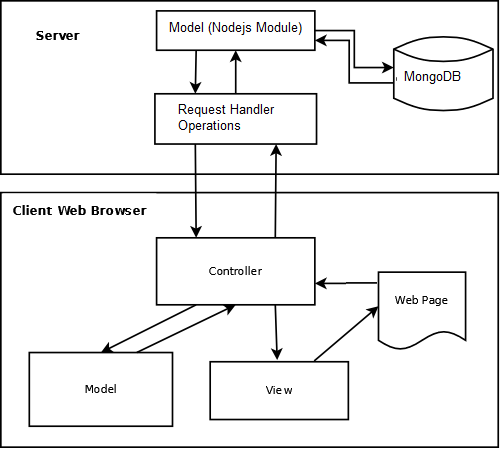 Server
Model (Nodejs Module)
MongoDB
Request Handler
Operations
Client Web Browser
Controller
Web Page
Model
View